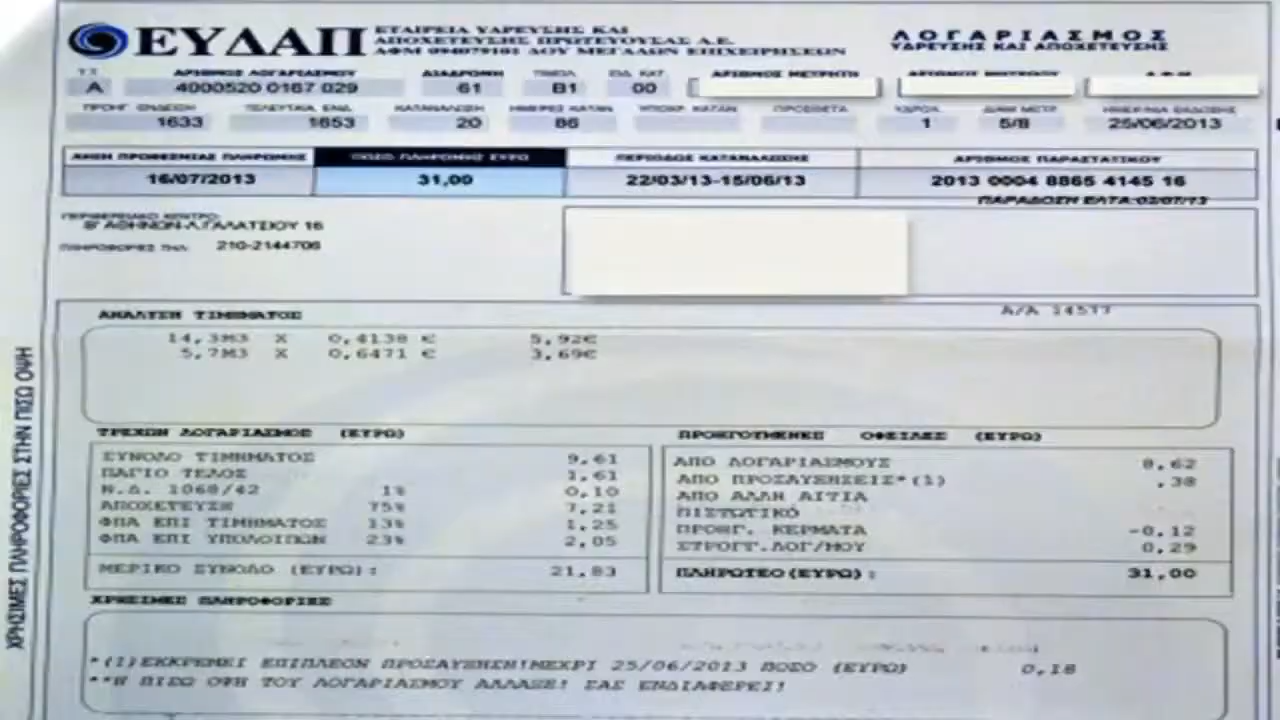 ΕΥΔΑΠ
ΕΤΑΙΡΕΙΑ ΥΔΡΕΥΣΗΣ ΚΑΙ
ΑΠΟΧΕΤΕΥΣΗΣ ΠΡΩΤΕΥΟΥΣΑΣ Α.Ε.
ΑΦΜ 094079101 ΔΟΥ ΜΕΓΑΛΩΝ ΕΠΙΧΕΙΡΗΣΕΩΝ
ΛΟΓΑΡΙΑΣΜΟΣ
ΥΔΡΕΥΣΗΣ ΚΑΙ ΑΠΟΧΕΤΕΥΣΗΣ
ΑΡΙΘΜΟΣ ΛΟΓΑΡΙΑΣΜΟΥ ΔΙΑΔΡΟΜΗ ΤΙΜΟΛ ΕΙΔ ΚΑΤ ΑΡΙΘΜΟΣ ΜΕΤΡΗΤΗ ΑΡΙΘΜΟΣ ΜΗΤΡΩΟΥ Α.Φ.Μ
Α 4000520 0167 029 61 Β1 00
ΠΡΟΗΓ ΕΝΔΕΙΞΗ ΤΕΛΕΥΤΑΙΑ ΕΝΔ. ΚΑΤΑΝΑΛΩΣΗ ΗΜΕΡΕΣ ΚΑΤΑΝ ΥΠΟΚΡ ΚΑΤΑΝ ΠΡΟΣΘΕΤΑ ΥΔΡΟΛ ΔΙΑΜ ΜΕΤΡ. ΗΜΕΡ/ΝΙΑ ΕΚΔΟΣΗΣ
1633 1653 20 86 1 5/8 25/06/2013
ΛΗΞΗ ΠΡΟΘΕΣΜΙΑΣ ΠΛΗΡΩΜΗΣ ΠΟΣΟ ΠΛΗΡΩΜΗΣ ΕΥΡΩ ΠΕΡΙΟΔΟΣ ΚΑΤΑΝΑΛΩΣΗΣ ΑΡΙΘΜΟΣ ΠΑΡΑΣΤΑΤΙΚΟΥ
16/07/2013 31,00 22/03/13-15/06/13 2013 0004 8865 4145 16
ΠΑΡΑΔΟΣΗ ΕΛΤΑ:02/07/13
ΠΕΡΙΦΕΡΕΙΑΚΟ ΚΕΝΤΡΟ:
Β' ΑΘΗΝΩΝ-ΛΓΑΛΑΤΣΙΟΥ 16
ΠΛΗΡΟΦΟΡΙΕΣ ΤΗΛ: 210-2144706
Α/Α 14577
ΑΝΑΛΥΣΗ ΤΙΜΗΜΑΤΟΣ
14,3Μ3 Χ 0,4138 € 5,92€
5,7Μ3 Χ 0,6471 € 3,69€
ΤΡΕΧΩΝ ΛΟΓΑΡΙΑΣΜΟΣ (ΕΥΡΩ)
ΣΥΝΟΛΟ ΤΙΜΗΜΑΤΟΣ 9,61
ΠΑΓΙΟ ΤΕΛΟΣ 1,61
Ν.Δ. 1068/42 1% 0,10
ΑΠΟΧΕΤΕΥΣΗ 75% 7,21
ΦΠΑ ΕΠΙ ΤΙΜΗΜΑΤΟΣ 13% 1,25
ΦΠΑ ΕΠΙ ΥΠΟΛΟΙΠΩΝ 23% 2,05
ΜΕΡΙΚΟ ΣΥΝΟΛΟ (ΕΥΡΩ): 21,83
ΠΡΟΗΓΟΥΜΕΝΕΣ ΟΦΕΙΛΕΣ (ΕΥΡΩ)
ΑΠΟ ΛΟΓΑΡΙΑΣΜΟΥΣ 8,62
ΑΠΟ ΠΡΟΣΑΥΞΗΣΕΙΣ*(1) ,38
ΑΠΟ ΑΛΛΗ ΑΙΤΙΑ
ΠΙΣΤΩΤΙΚΟ
ΠΡΟΗΓ. ΚΕΡΜΑΤΑ -0,12
ΣΤΡΟΓΓ.ΛΟΓ/ΜΟΥ 0,29
ΠΛΗΡΩΤΕΟ(ΕΥΡΩ): 31,00
ΧΡΗΣΙΜΕΣ ΠΛΗΡΟΦΟΡΙΕΣ
*(1)ΕΚΚΡΕΜΕΙ ΕΠΙΠΛΕΟΝ ΠΡΟΣΑΥΞΗΣΗ!ΜΕΧΡΙ 25/06/2013 ΠΟΣΟ (ΕΥΡΩ) 0,18
**Η ΠΙΣΩ ΟΨΗ ΤΟΥ ΛΟΓΑΡΙΑΣΜΟΥ ΑΛΛΑΞΕ! ΣΑΣ ΕΝΔΙΑΦΕΡΕΙ!
ΧΡΗΣΙΜΕΣ ΠΛΗΡΟΦΟΡΙΕΣ ΣΤΗΝ ΠΙΣΩ ΟΨΗ